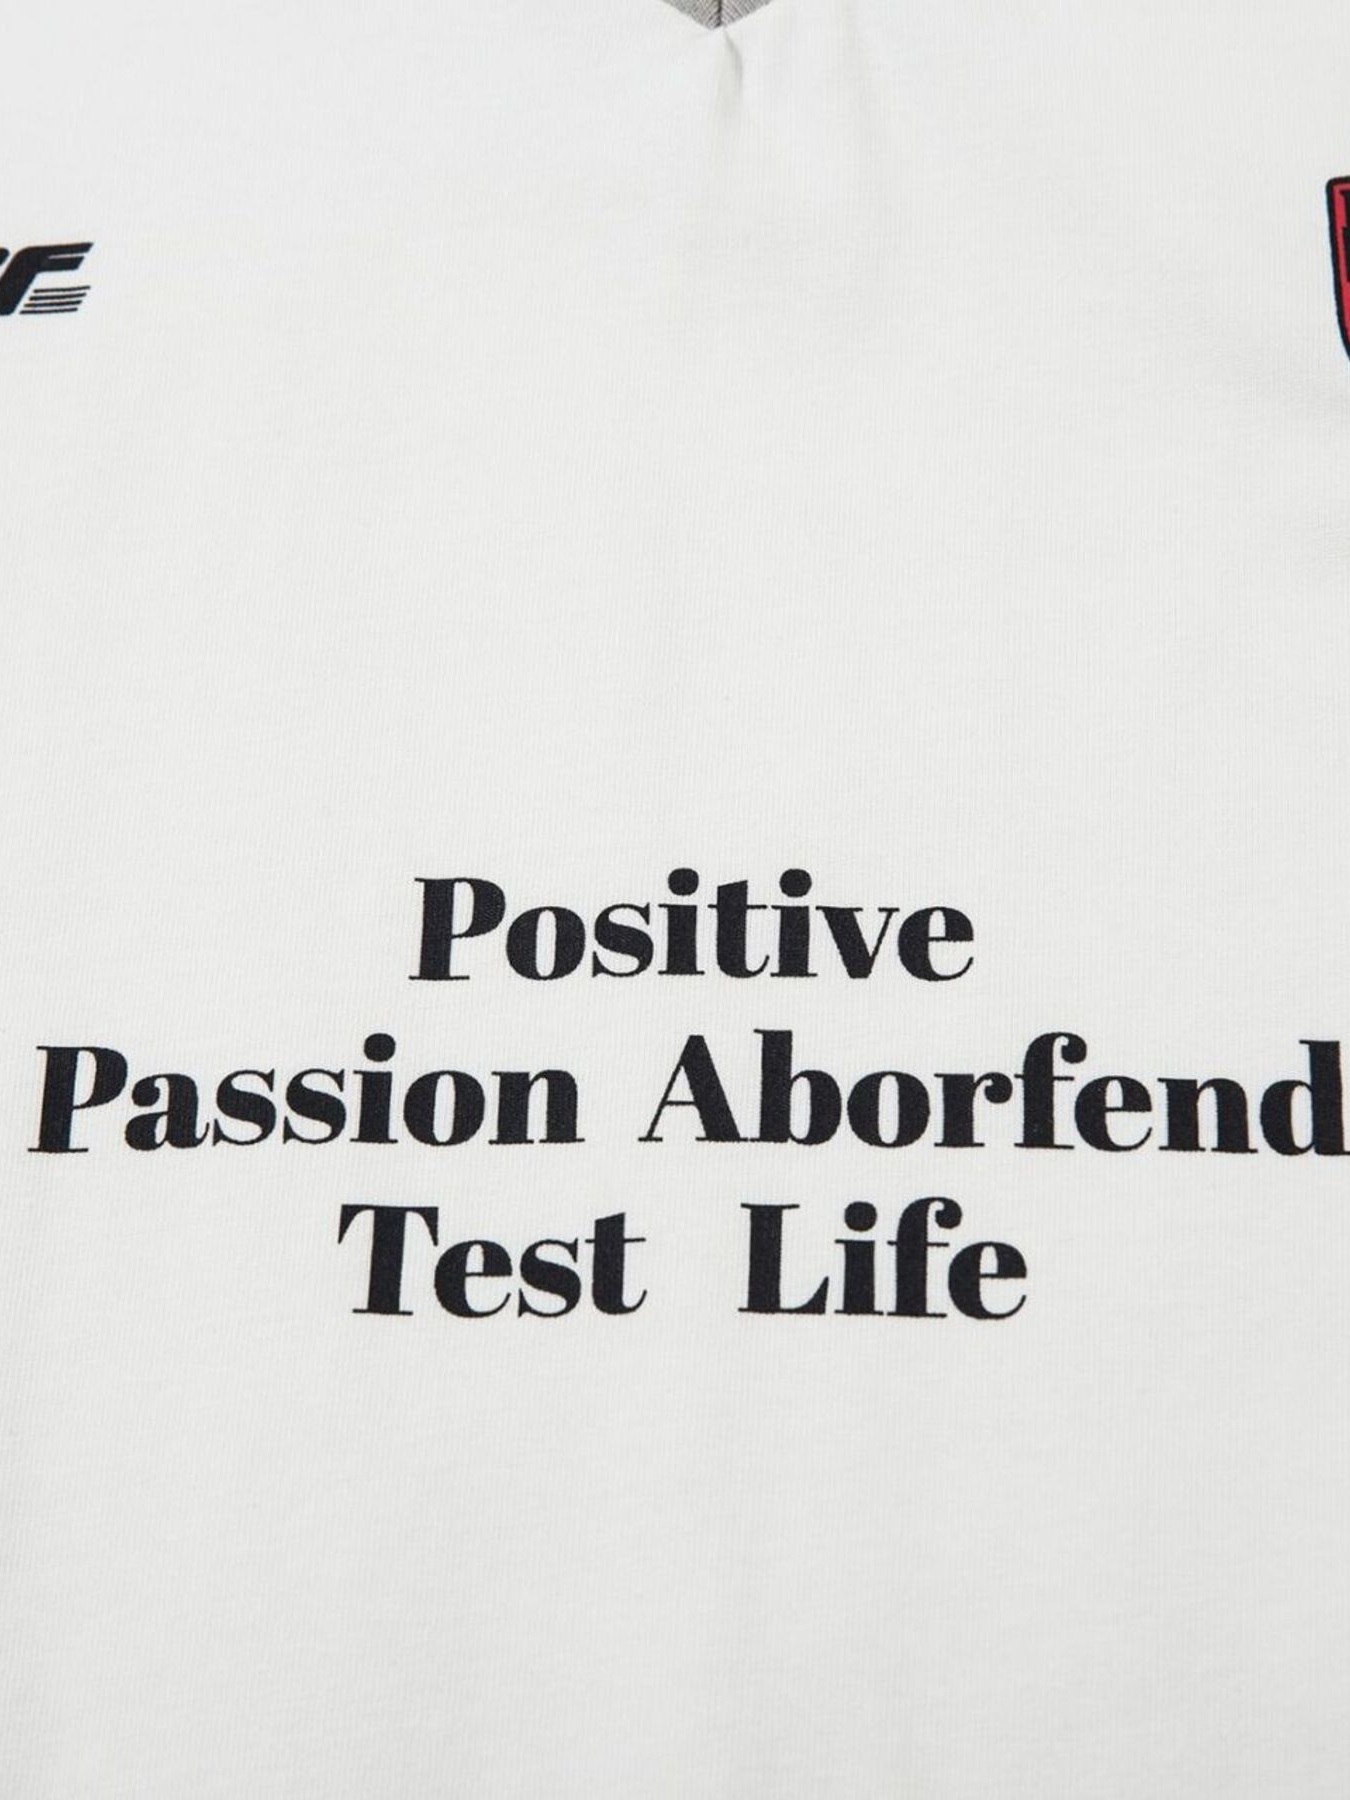 Positive
Passion Aborfend
Test Life